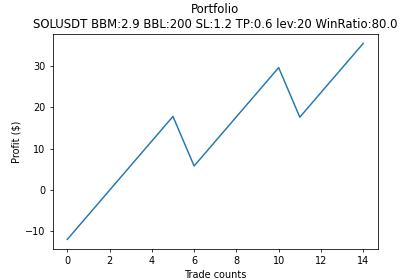 Portfolio
SOLUSDT BBM:2.9 BBL:200 SL:1.2 TP:0.6 lev:20 WinRatio:80.0
30
20
10
0
−10
Profit ($)
0 2 4 6 8 10 12 14
Trade counts